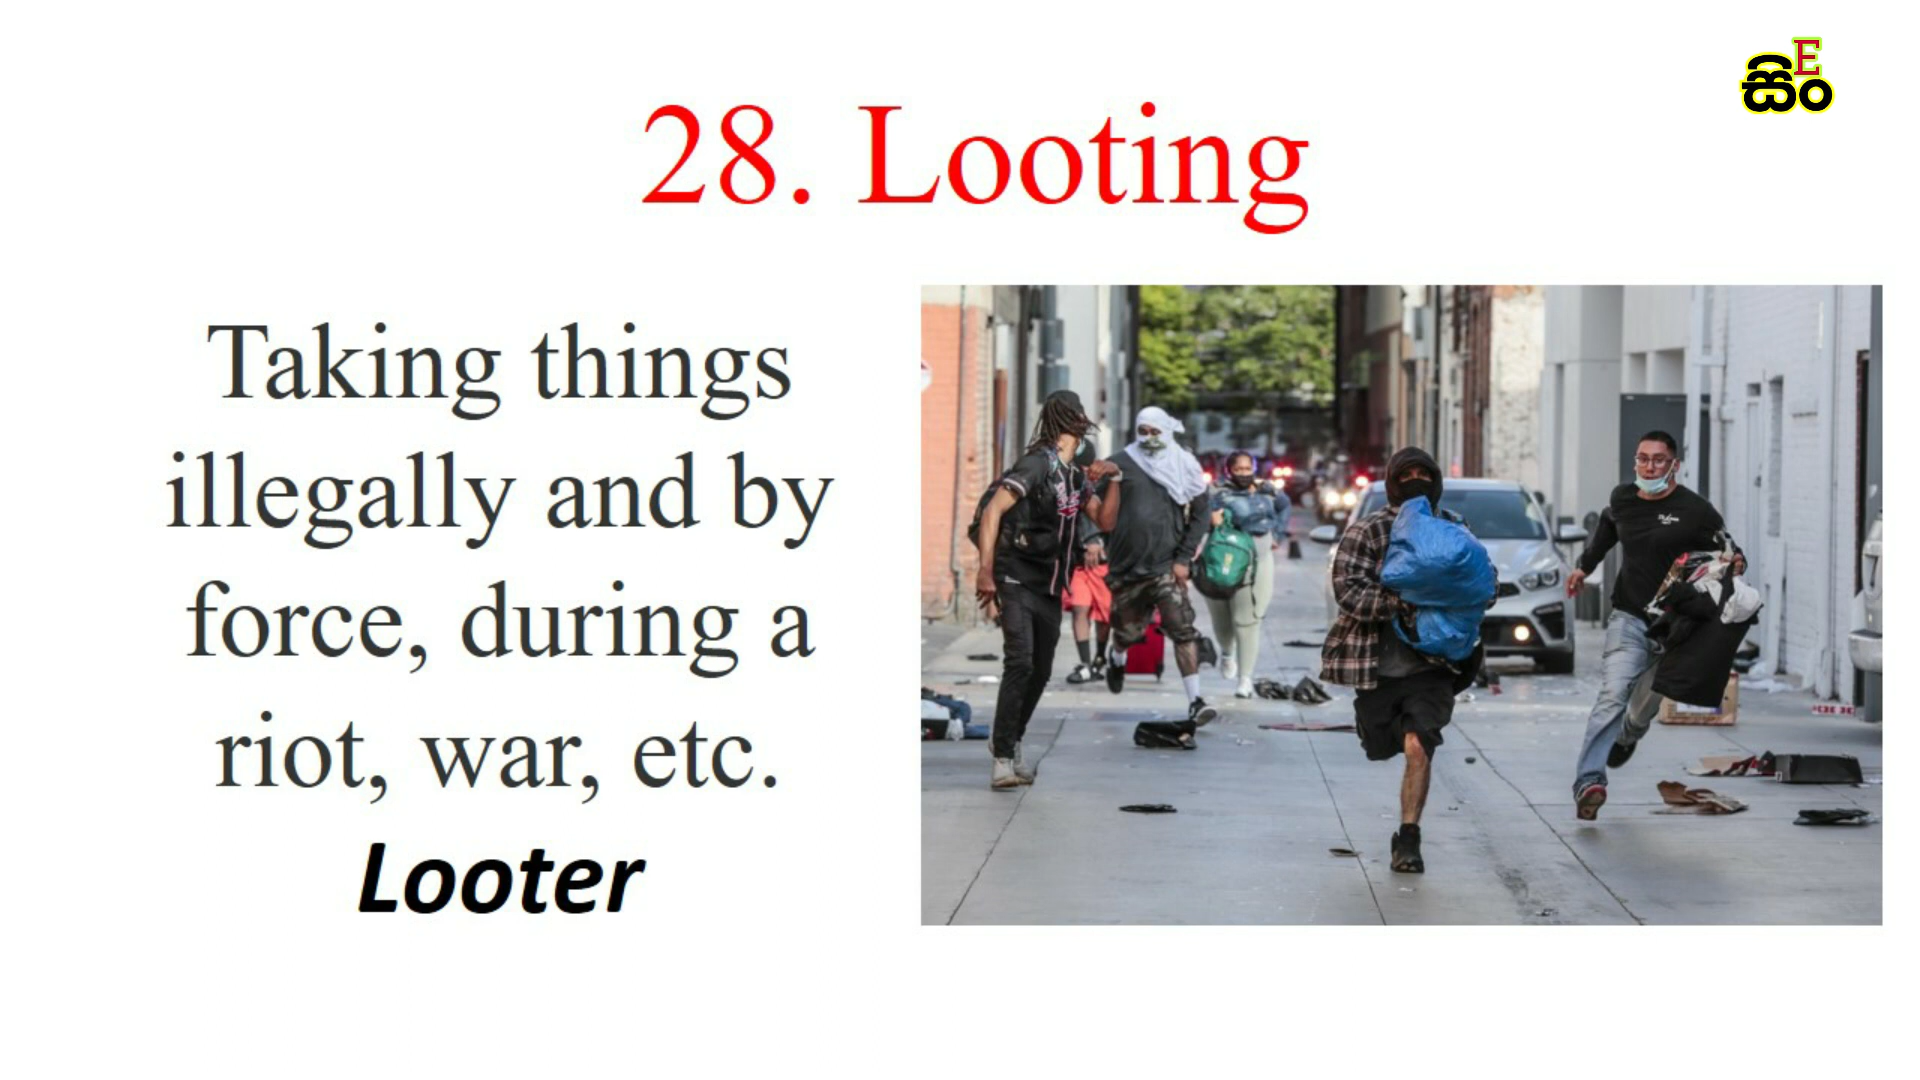 E
සිං
28. Looting
Taking things
illegally and by
force, during a
riot, war, etc.
Looter